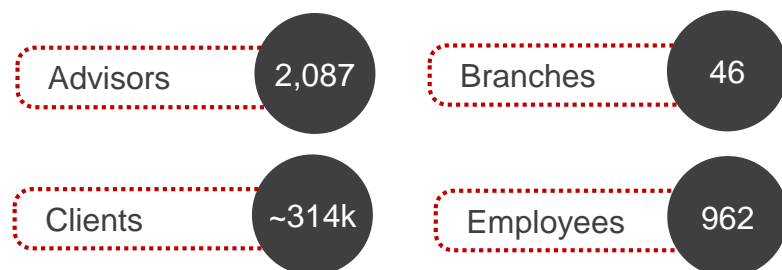 Advisors 2,087
Branches 46
Clients ~314k
Employees 962